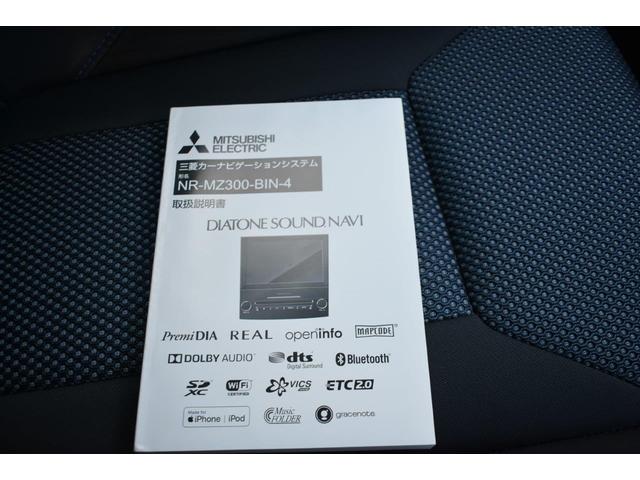 MITSUBISHI
ELECTRIC
三菱カーナビゲーションシステム
形名
NR-MZ300-BIN-4
取扱説明書
DIATONE SOUND.NAVI
PremiDIA REAL openinfo MAPCODE
DOLBY AUDIO dts Digital Surround Bluetooth
SD XC Wi Fi CERTIFIED VICS ETC2.0
Made for iPhone | iPod Music FOLDER gracenote